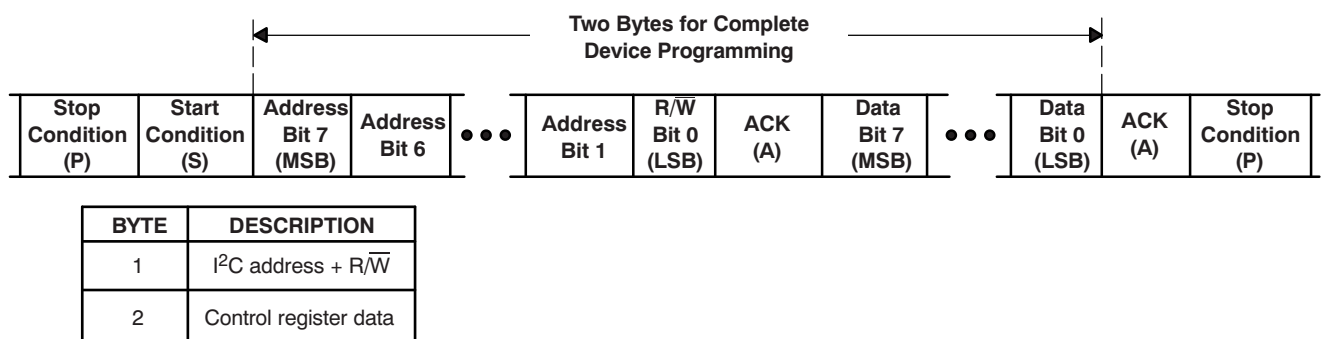 Two Bytes for Complete
Device Programming
Stop
Condition
(P)
Start
Condition
(S)
Address
Bit 7
(MSB)
Address
Bit 6
Address
Bit 1
R/W̅
Bit 0
(LSB)
ACK
(A)
Data
Bit 7
(MSB)
Data
Bit 0
(LSB)
ACK
(A)
Stop
Condition
(P)
BYTE DESCRIPTION
1 I²C address + R/W̅
2 Control register data